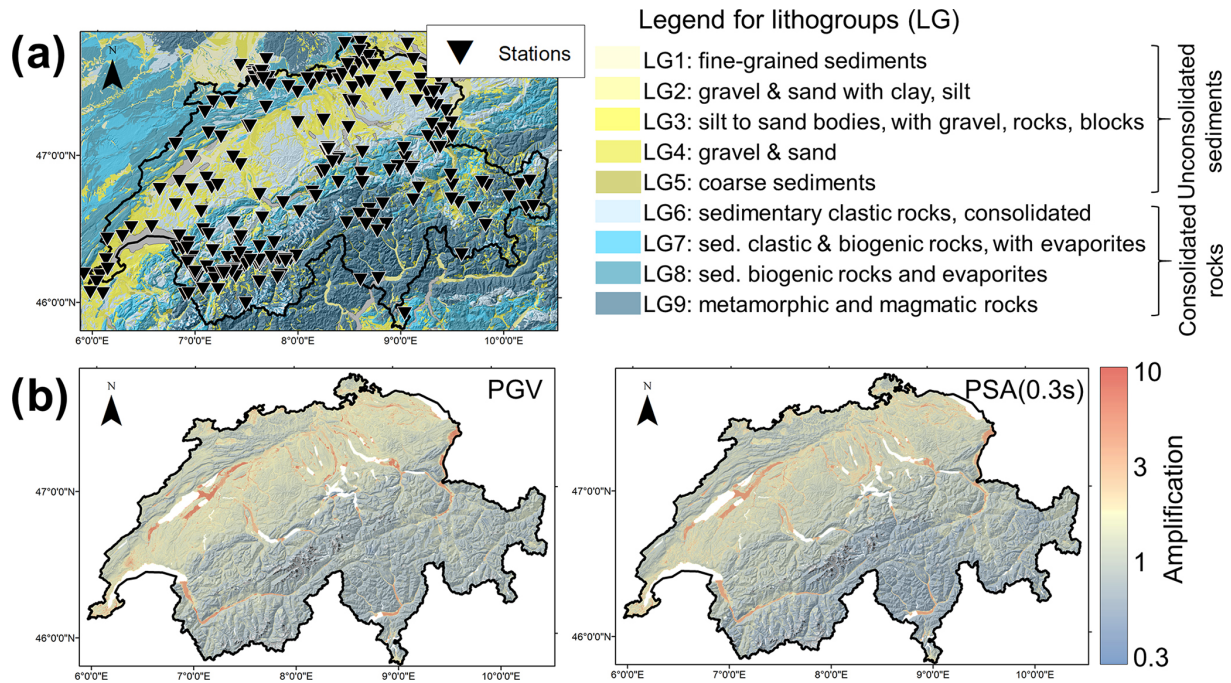 (a)
N
Stations
47°0'0"N
46°0'0"N
6°0'0"E
7°0'0"E
8°0'0"E
9°0'0"E
10°0'0"E
Legend for lithogroups (LG)
LG1: fine-grained sediments
LG2: gravel & sand with clay, silt
LG3: silt to sand bodies, with gravel, rocks, blocks
LG4: gravel & sand
LG5: coarse sediments
LG6: sedimentary clastic rocks, consolidated
LG7: sed. clastic & biogenic rocks, with evaporites
LG8: sed. biogenic rocks and evaporites
LG9: metamorphic and magmatic rocks
Unconsolidated
sediments
Consolidated
rocks
(b)
N
PGV
47°0'0"N
46°0'0"N
6°0'0"E
7°0'0"E
8°0'0"E
9°0'0"E
10°0'0"E
N
PSA(0.3s)
47°0'0"N
46°0'0"N
6°0'0"E
7°0'0"E
8°0'0"E
9°0'0"E
10°0'0"E
10
3
1
0.3
Amplification